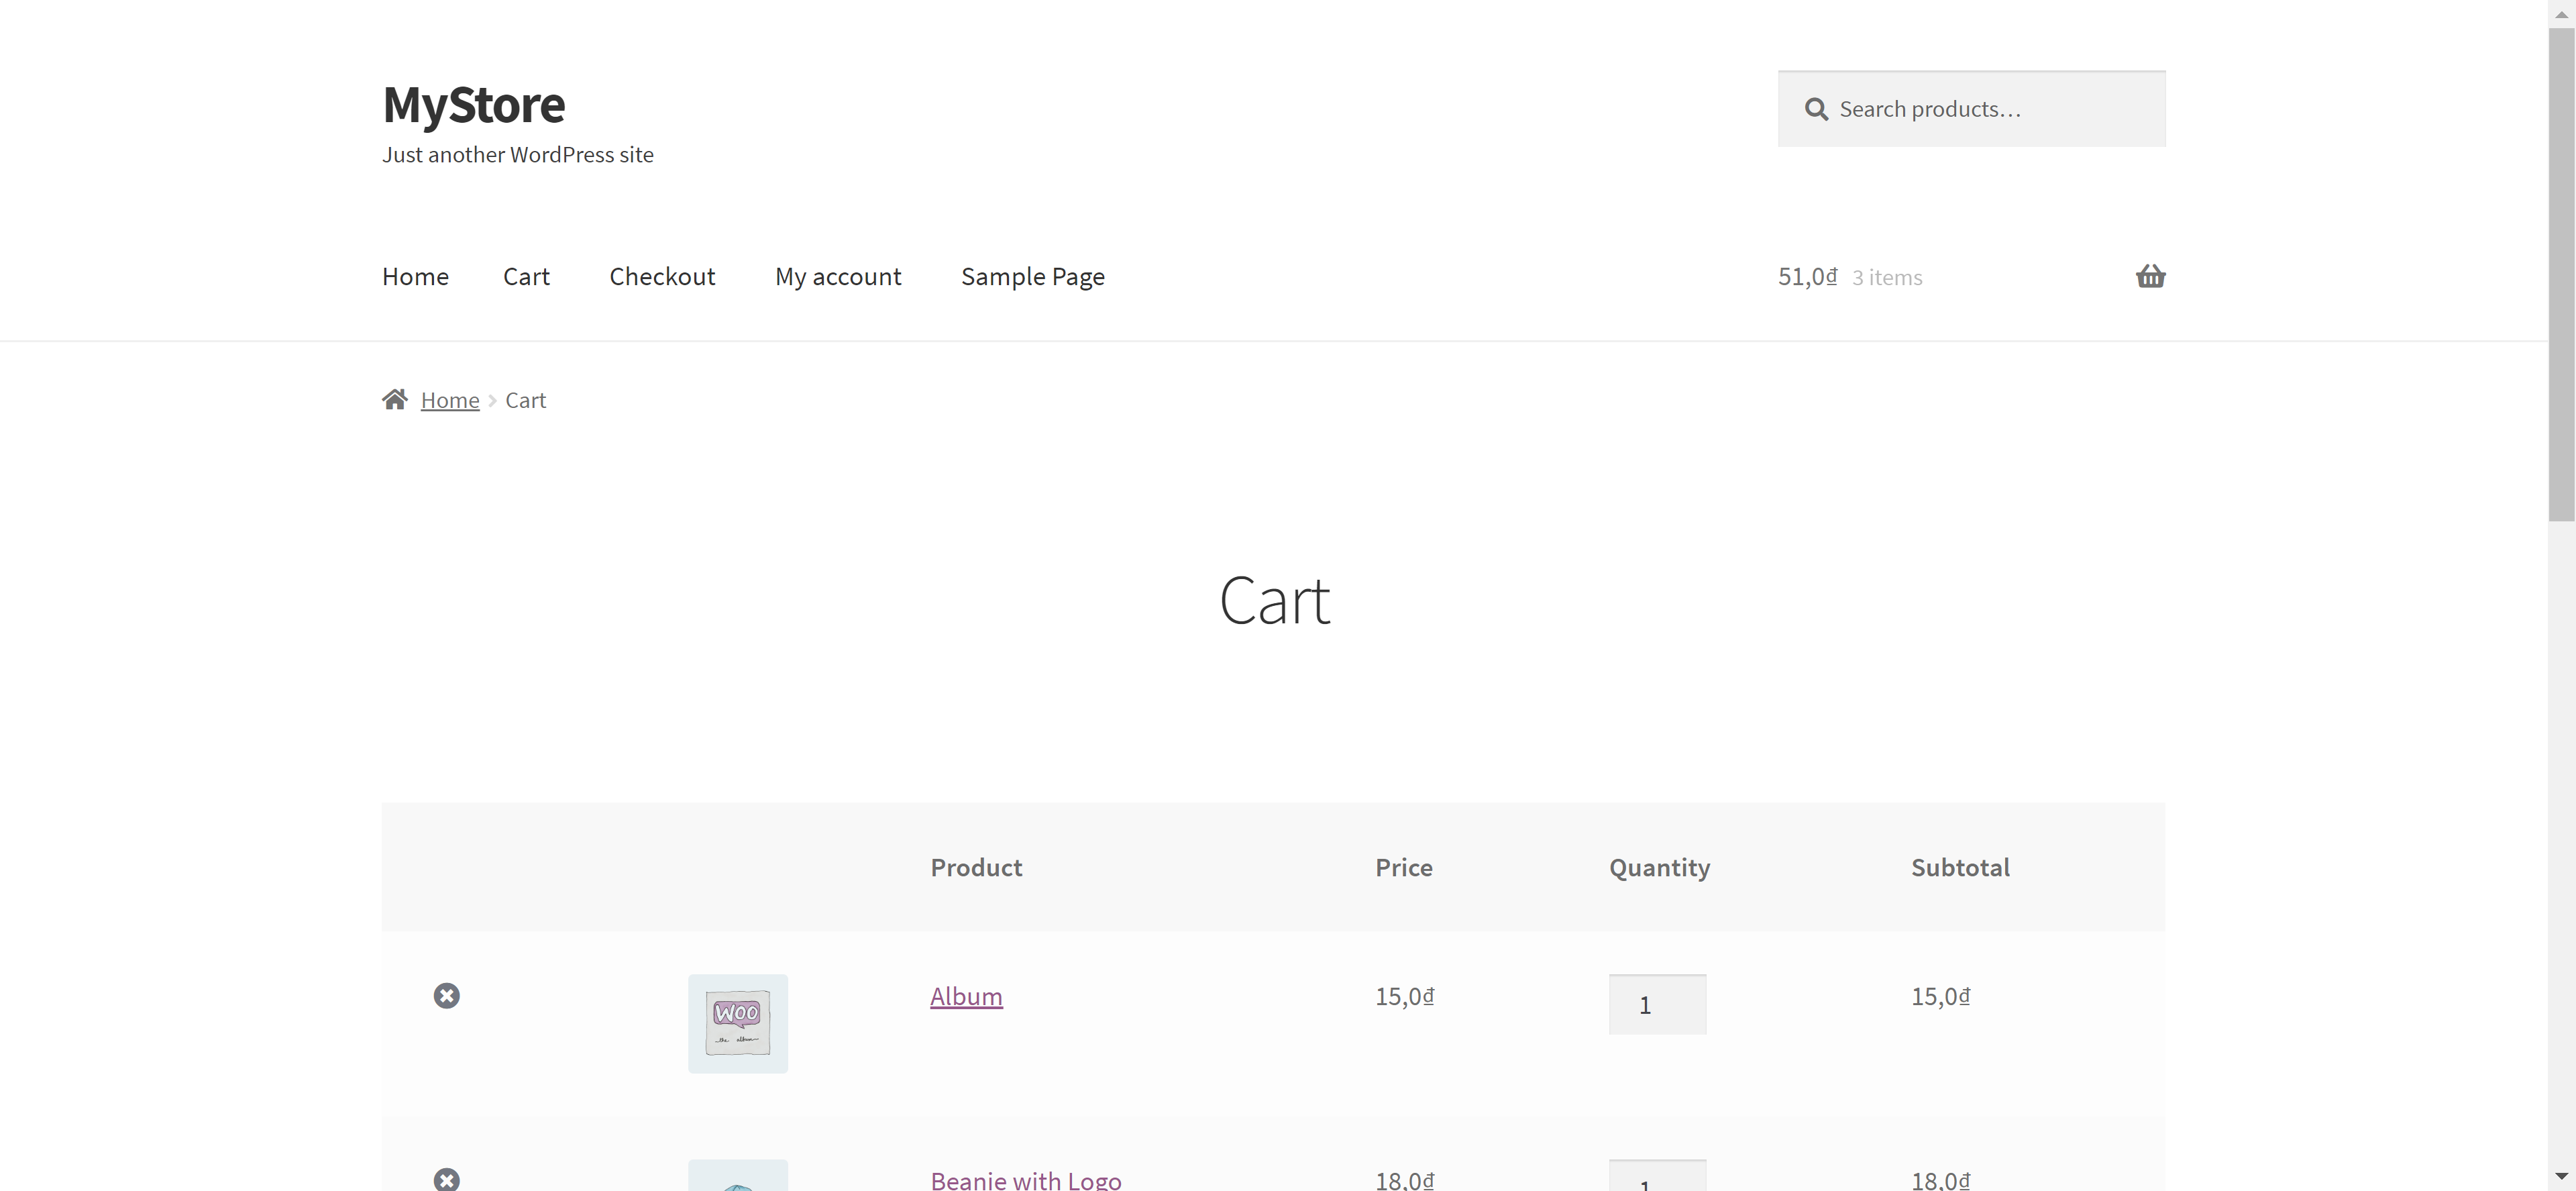 MyStore
Just another WordPress site
Search products…
Home Cart Checkout My account Sample Page
51,0₫ 3 items
Home Cart
Cart
Product Price Quantity Subtotal
Album 15,0₫ 1 15,0₫
WOO
the album
Beanie with Logo 18,0₫ 1 18,0₫